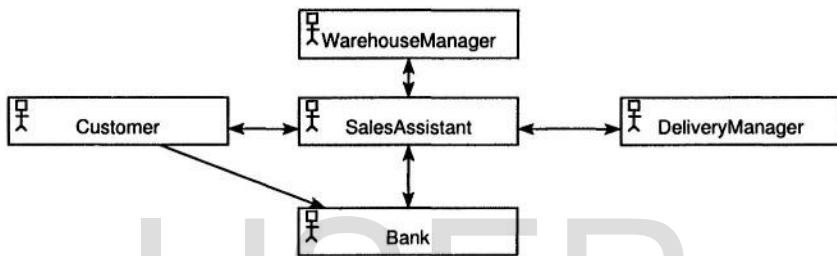 WarehouseManager
Customer
SalesAssistant
DeliveryManager
Bank